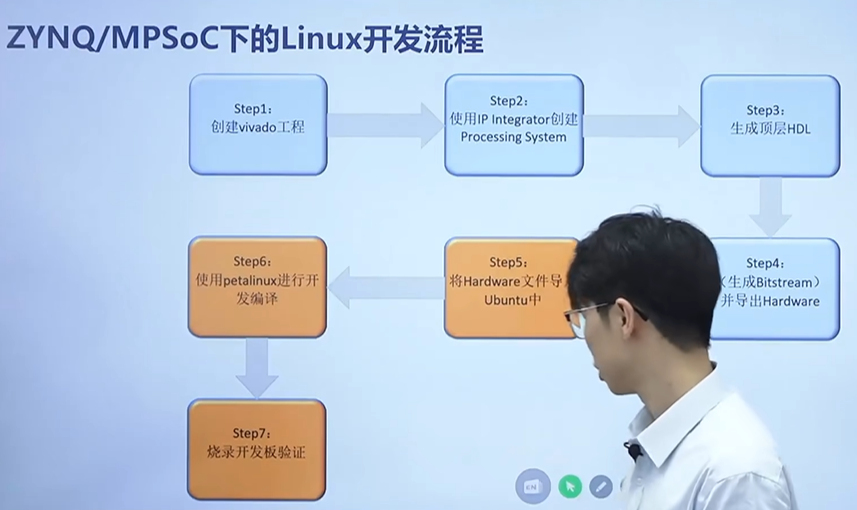 ZYNQ/MPSoC下的Linux开发流程
Step1：
创建vivado工程
Step2：
使用IP Integrator创建
Processing System
Step3：
生成顶层HDL
Step4：
（生成Bitstream）
并导出Hardware
Step5：
将Hardware文件导
Ubuntu中
Step6：
使用petalinux进行开
发编译
Step7：
烧录开发板验证